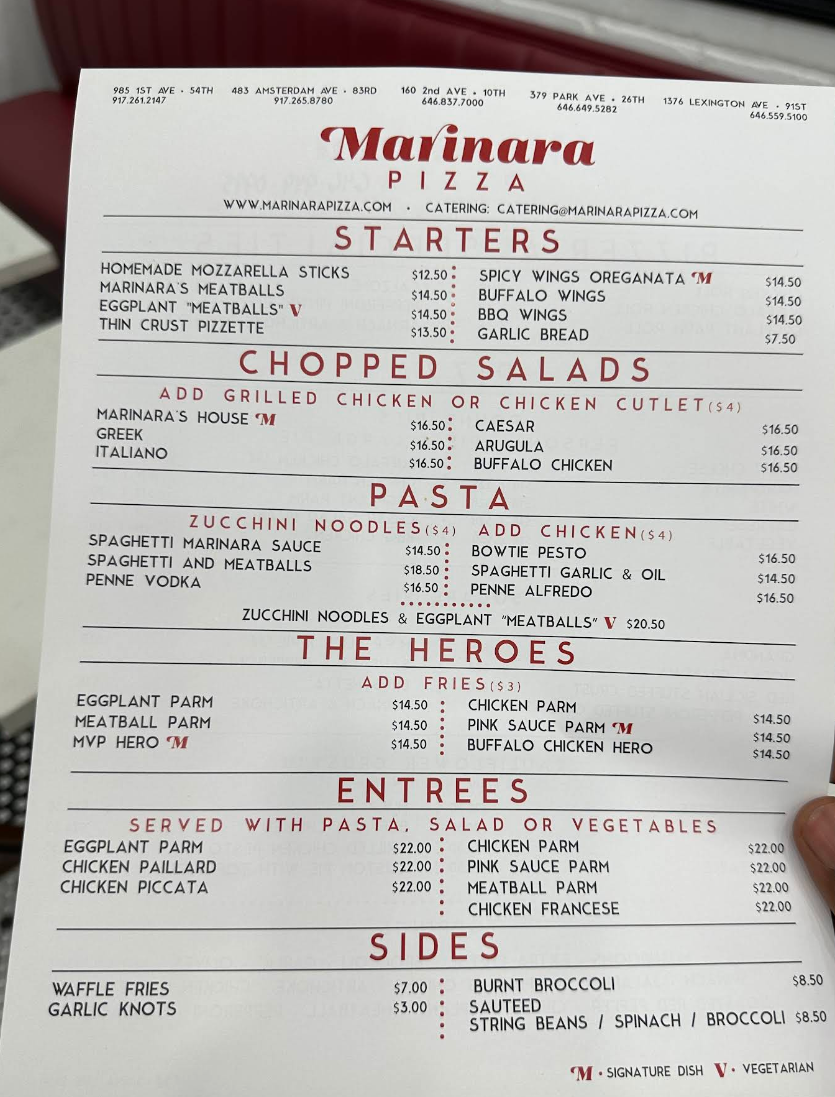 985 1ST AVE • 54TH 483 AMSTERDAM AVE • 83RD 160 2nd AVE • 10TH 379 PARK AVE • 26TH 1376 LEXINGTON AVE • 91ST
917.261.2147 917.265.8780 646.837.7000 646.649.5282 646.559.5100
Marinara
PIZZA
WWW.MARINARAPIZZA.COM • CATERING: CATERING@MARINARAPIZZA.COM
STARTERS
HOMEMADE MOZZARELLA STICKS $12.50 SPICY WINGS OREGANATA M $14.50
MARINARA'S MEATBALLS $14.50 BUFFALO WINGS $14.50
EGGPLANT "MEATBALLS" V $14.50 BBQ WINGS $14.50
THIN CRUST PIZZETTE $13.50 GARLIC BREAD $7.50
CHOPPED SALADS
ADD GRILLED CHICKEN OR CHICKEN CUTLET($4)
MARINARA'S HOUSE M $16.50 CAESAR $16.50
GREEK $16.50 ARUGULA $16.50
ITALIANO $16.50 BUFFALO CHICKEN $16.50
PASTA
ZUCCHINI NOODLES($4) ADD CHICKEN($4)
SPAGHETTI MARINARA SAUCE $14.50 BOWTIE PESTO $16.50
SPAGHETTI AND MEATBALLS $18.50 SPAGHETTI GARLIC & OIL $14.50
PENNE VODKA $16.50 PENNE ALFREDO $16.50
ZUCCHINI NOODLES & EGGPLANT "MEATBALLS" V $20.50
THE HEROES
ADD FRIES($3)
EGGPLANT PARM $14.50 CHICKEN PARM $14.50
MEATBALL PARM $14.50 PINK SAUCE PARM M $14.50
MVP HERO M $14.50 BUFFALO CHICKEN HERO $14.50
ENTREES
SERVED WITH PASTA, SALAD OR VEGETABLES
EGGPLANT PARM $22.00 CHICKEN PARM $22.00
CHICKEN PAILLARD $22.00 PINK SAUCE PARM $22.00
CHICKEN PICCATA $22.00 MEATBALL PARM $22.00
CHICKEN FRANCESE $22.00
SIDES
WAFFLE FRIES $7.00 BURNT BROCCOLI $8.50
GARLIC KNOTS $3.00 SAUTEED
STRING BEANS / SPINACH / BROCCOLI $8.50
M • SIGNATURE DISH V • VEGETARIAN